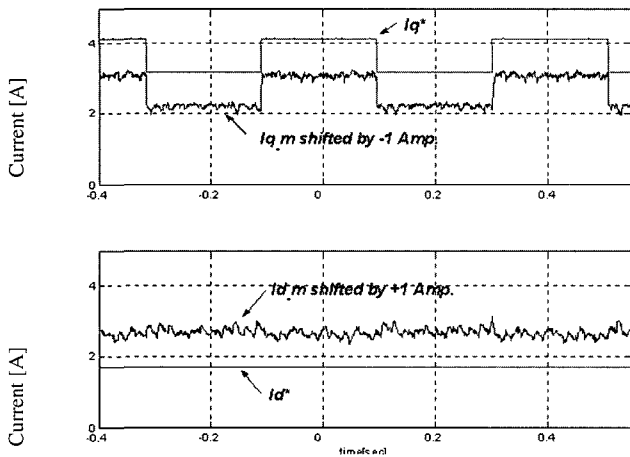 Current [A]
4
2
0
Iq*
Iq_m shifted by -1 Amp
-0.4
-0.2
0
0.2
0.4
Current [A]
4
2
0
Id_m shifted by +1 Amp.
Id*
-0.4
-0.2
0
0.2
0.4
time[sec]